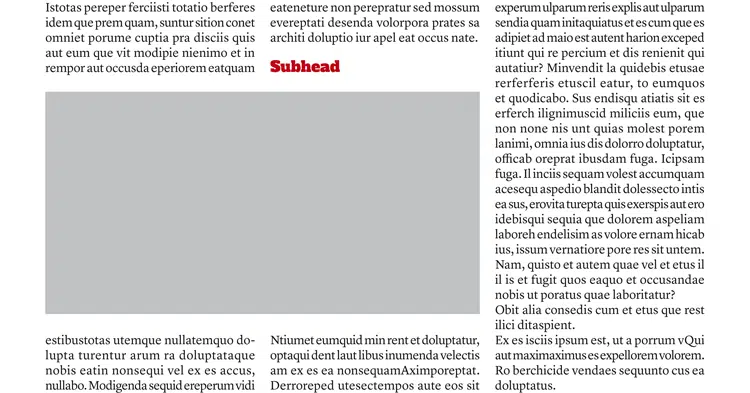 Istotas pereper ferciisti totatio berferes
idem que prem quam, suntur sition conet
omniet porume cuptia pra disciis quis
aut eum que vit modipie nienimo et in
rempor aut occusda eperiorem eatquam
estibustotas utemque nullatemquo do-
lupta turentur arum ra doluptataque
nobis eatin nonsequi vel ex es accus,
nullabo. Modigenda sequid ereperum vidi
eateneture non pereptratur sed mossum
evereptati desenda volorpora prates sa
architi doluptio iur apel eat occus nate.
Subhead
Ntiumet eumquid min rent et doluptatur,
optaqui dent laut libus inumenda velectis
am ex es ea nonsequamAximporeptat.
Derroreped utesectempos aute eos sit
experum ulparum reris explis aut ulparum
sendia quam initaquiatus et es cum que es
adipiet ad maio est autent harion exceped
itiunt qui re percium et dis renienit qui
autatiur? Minvendit la quidebis etusae
rerferferis etuscil eatur, to eumquos
et quodicabo. Sus endisqu atiatis sit es
erferch ilignimuscid miliciis eum, que
non none nis unt quias molest porem
lanimi, omnia ius dis dolorro doluptatur,
officab oreprat ibusdam fuga. Icipsam
fuga. Il inciis sequam volest accumquam
acesequ aspedio blandit dolessecto intis
ea sus, erovita turepta quis exerspis aut ero
idebisqui sequia que dolorem aspeliam
laboreh endelisim as volore ernam hicab
ius, issum vernatiore pore res sit untem.
Nam, quisto et autem quae vel et etus il
il is et fugit quos eaquo et occusandae
nobis ut poratus quae laboritatur?
Obit alia consedis cum et etus que rest
ilici ditaspient.
Ex es isciis ipsum est, ut a porrum vQui
aut maximaximus es expellorem volorem.
Ro berchicide vendaes sequunto cus ea
doluptatus.